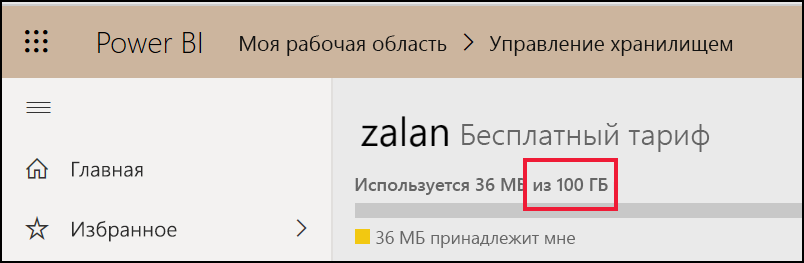 Power BI Моя рабочая область > Управление хранилищем
zalan Бесплатный тариф
Главная
Используется 36 МБ из 100 ГБ
Избранное >
36 МБ принадлежит мне